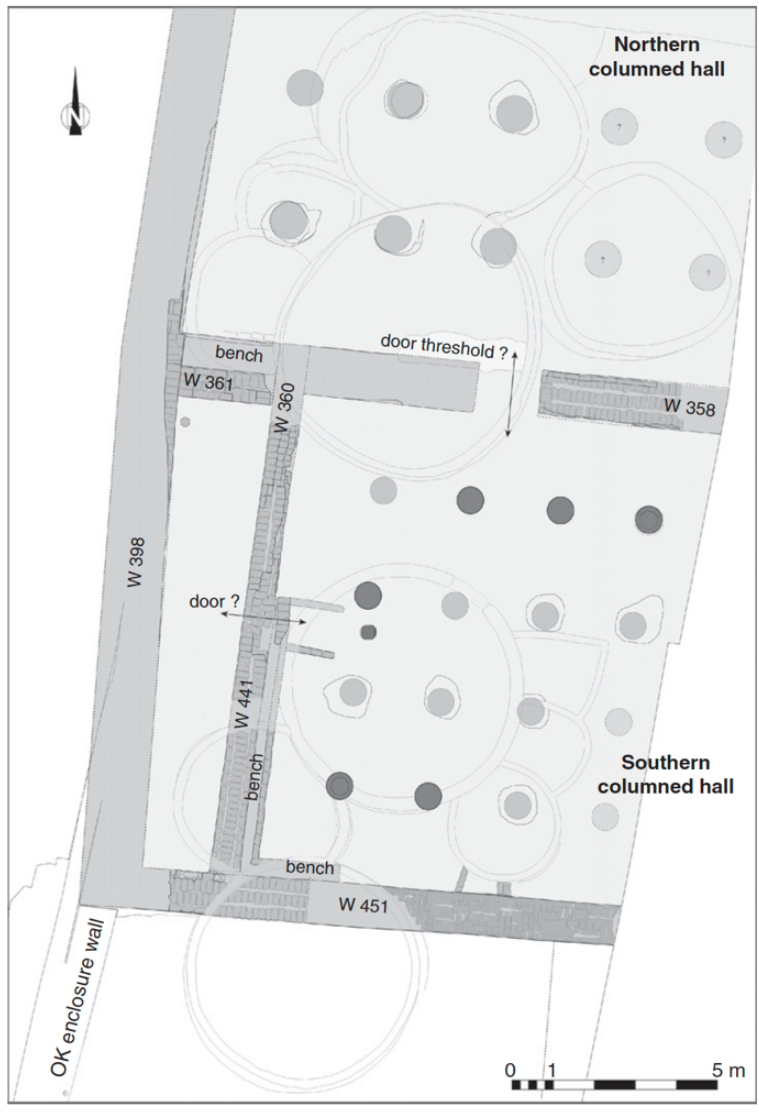 Northern
columned hall
N
?
?
?
?
door threshold ?
bench
W 361
W 360
W 358
W 398
door ?
W 441
bench
Southern
columned hall
bench
W 451
OK enclosure wall
0 1 5 m